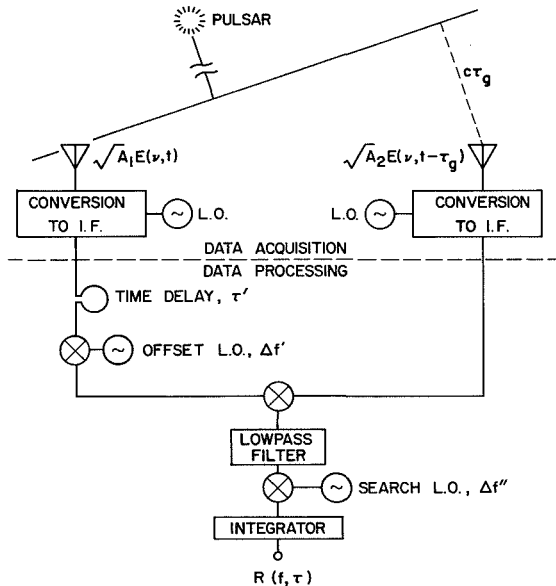 PULSAR
cτg
√A₁E(ν,t)
√A₂E(ν,t-τg)
CONVERSION
TO I.F.
L.O.
L.O.
CONVERSION
TO I.F.
DATA ACQUISITION
DATA PROCESSING
TIME DELAY, τ'
OFFSET L.O., Δf'
LOWPASS
FILTER
SEARCH L.O., Δf"
INTEGRATOR
R (f, τ)